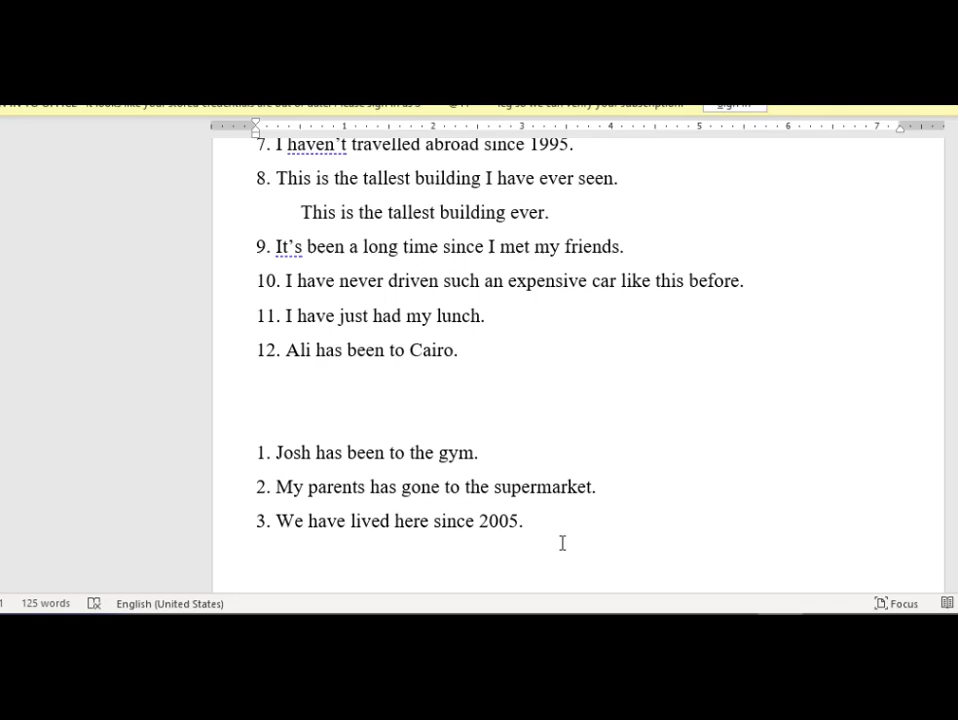 7. I haven't travelled abroad since 1995.
8. This is the tallest building I have ever seen.
This is the tallest building ever.
9. It's been a long time since I met my friends.
10. I have never driven such an expensive car like this before.
11. I have just had my lunch.
12. Ali has been to Cairo.
1. Josh has been to the gym.
2. My parents has gone to the supermarket.
3. We have lived here since 2005.
125 words English (United States) Focus